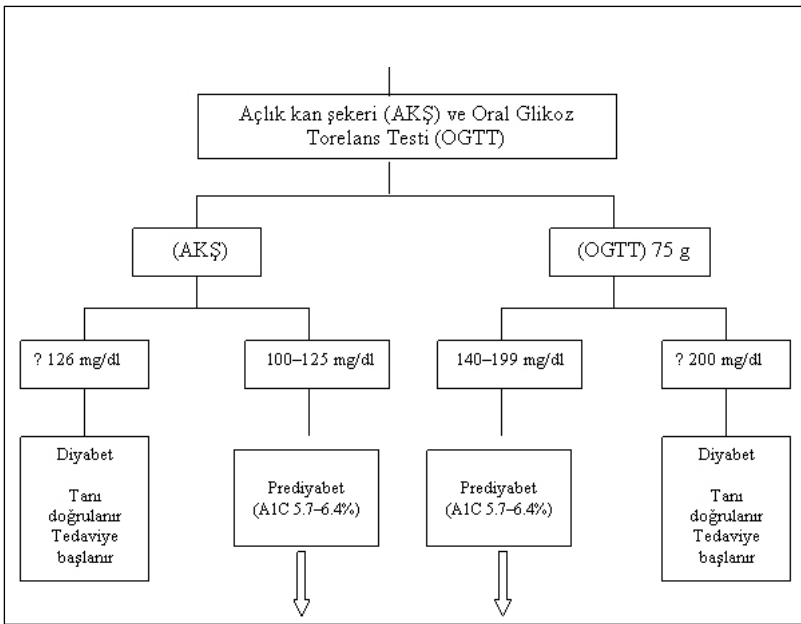 Açlık kan şekeri (AKŞ) ve Oral Glikoz
Torelans Testi (OGTT)
(AKŞ)
(OGTT) 75 g
? 126 mg/dl
100–125 mg/dl
140–199 mg/dl
? 200 mg/dl
Diyabet
Tanı
doğrulanır
Tedaviye
başlanır
Prediyabet
(A1C 5.7–6.4%)
Prediyabet
(A1C 5.7–6.4%)
Diyabet
Tanı
doğrulanır
Tedaviye
başlanır